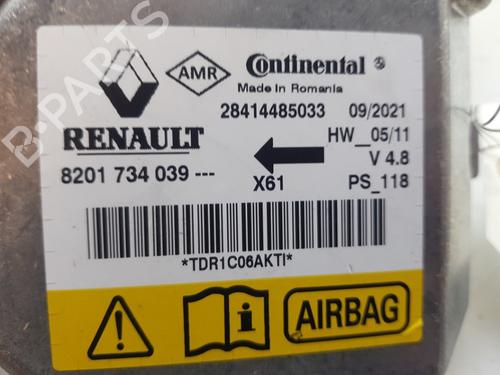 AMR
Continental
Made in Romania
28414485033 09/2021
RENAULT
HW__05/11
V 4.8
8201 734 039 ---
X61
PS_118
*TDR1C06AKTI*
i
AIRBAG
B-PARTS